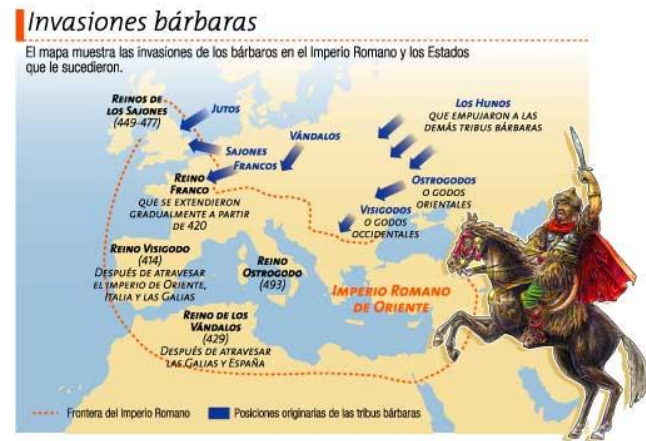 Invasiones bárbaras
El mapa muestra las invasiones de los bárbaros en el Imperio Romano y los Estados
que le sucedieron.
REINOS DE
LOS SAJONES
(449-477)
JUTOS
SAJONES
FRANCOS
VÁNDALOS
LOS HUNOS
QUE EMPUJARON A LAS
DEMÁS TRIBUS BÁRBARAS
REINO
FRANCO
QUE SE EXTENDIERON
GRADUALMENTE A PARTIR
DE 420
OSTROGODOS
O GODOS
ORIENTALES
VISIGODOS
O GODOS
OCCIDENTALES
REINO VISIGODO
(414)
DESPUÉS DE ATRAVESAR
EL IMPERIO DE ORIENTE,
ITALIA Y LAS GALIAS
REINO
OSTROGODO
(493)
IMPERIO ROMANO
DE ORIENTE
REINO DE LOS
VÁNDALOS
(429)
DESPUÉS DE ATRAVESAR
LAS GALIAS Y ESPAÑA
Frontera del Imperio Romano
Posiciones originarias de las tribus bárbaras